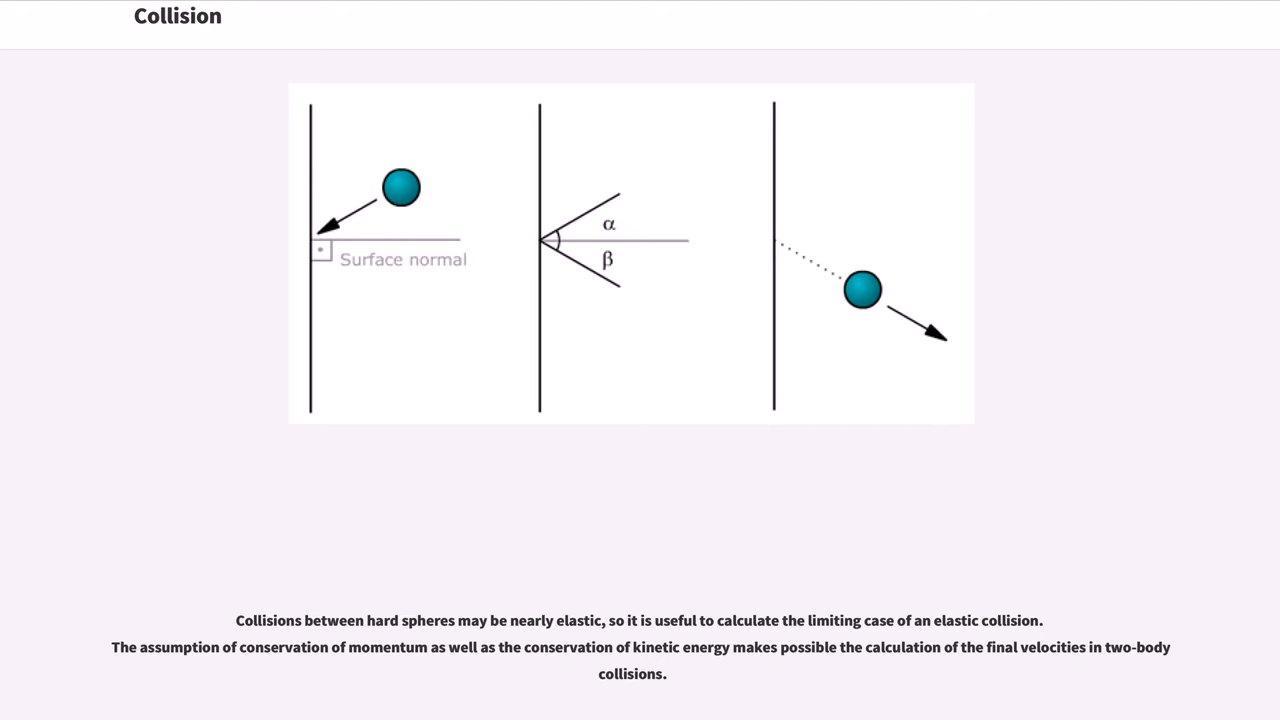 Collision
Surface normal
α
β
Collisions between hard spheres may be nearly elastic, so it is useful to calculate the limiting case of an elastic collision.
The assumption of conservation of momentum as well as the conservation of kinetic energy makes possible the calculation of the final velocities in two-body
collisions.